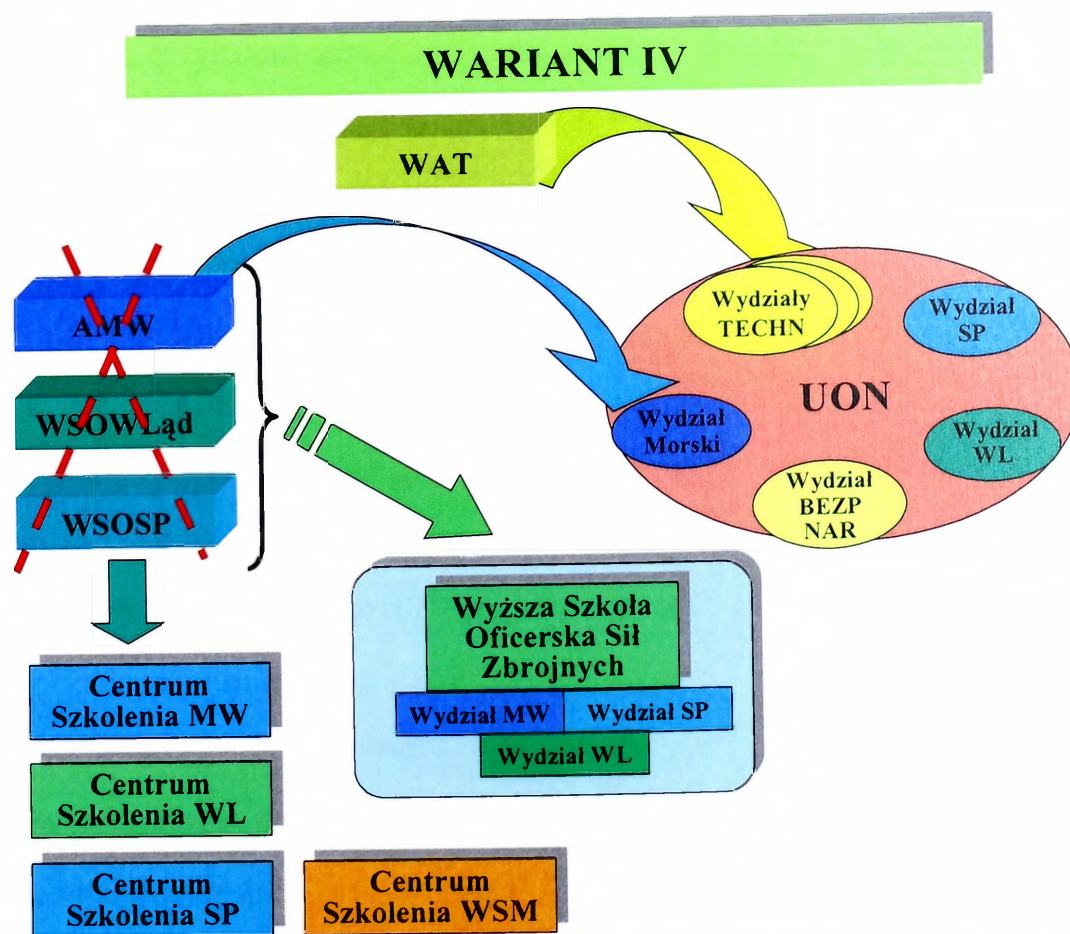 WARIANT IV
WAT
AMW
WSOWLąd
WSOSP
Wydziały
TECHN
Wydział
SP
UON
Wydział
Morski
Wydział
WL
Wydział
BEZP
NAR
Wyższa Szkoła
Oficerska Sił
Zbrojnych
Wydział MW
Wydział SP
Wydział WL
Centrum
Szkolenia MW
Centrum
Szkolenia WL
Centrum
Szkolenia SP
Centrum
Szkolenia WSM